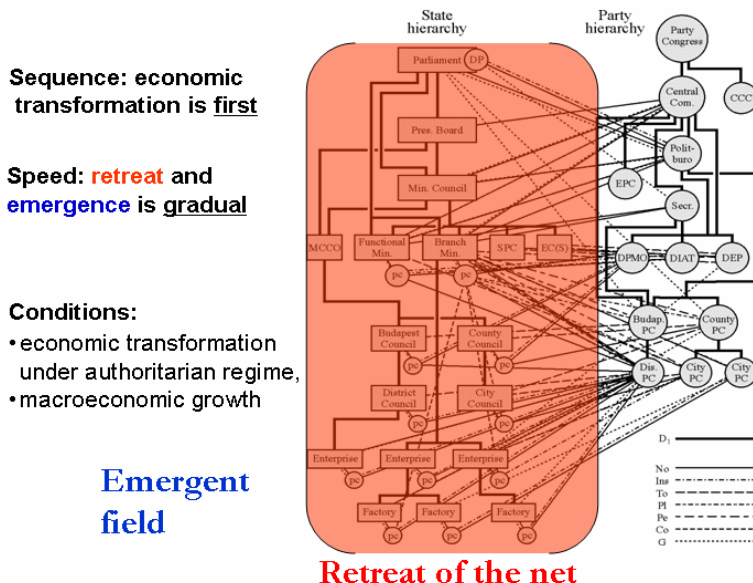 State
hierarchy
Party
hierarchy
Party
Congress
Parliament
DP
Central
Com.
CCC
Sequence: economic
transformation is first
Pres. Board
Polit-
buro
Speed: retreat and
emergence is gradual
Min. Council
EPC
Secr.
MCCO
Functional
Min.
Branch
Min.
SPC
EC(S)
DPMO
DIAT
DEP
pc
pc
Conditions:
• economic transformation
under authoritarian regime,
• macroeconomic growth
Budapest
Council
County
Council
Budap.
PC
County
PC
pc
pc
District
Council
City
Council
Dis.
PC
City
PC
City
PC
pc
pc
D1
Enterprise
Enterprise
Enterprise
pc
pc
pc
No
Ins
To
Pl
Pe
Co
G
Emergent
field
Factory
Factory
Factory
pc
pc
pc
Retreat of the net